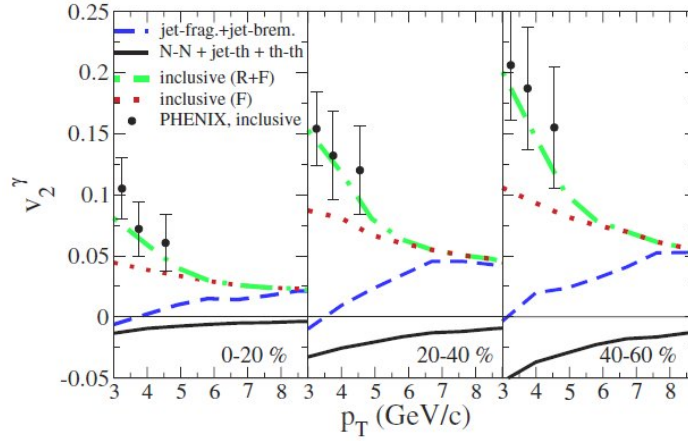 0.25
0.2
0.15
0.1
0.05
0
-0.05
v₂^γ
jet-frag.+jet-brem.
N-N + jet-th + th-th
inclusive (R+F)
inclusive (F)
PHENIX, inclusive
0-20 %
20-40 %
40-60 %
3 4 5 6 7 8 3 4 5 6 7 8 3 4 5 6 7 8
p_T (GeV/c)